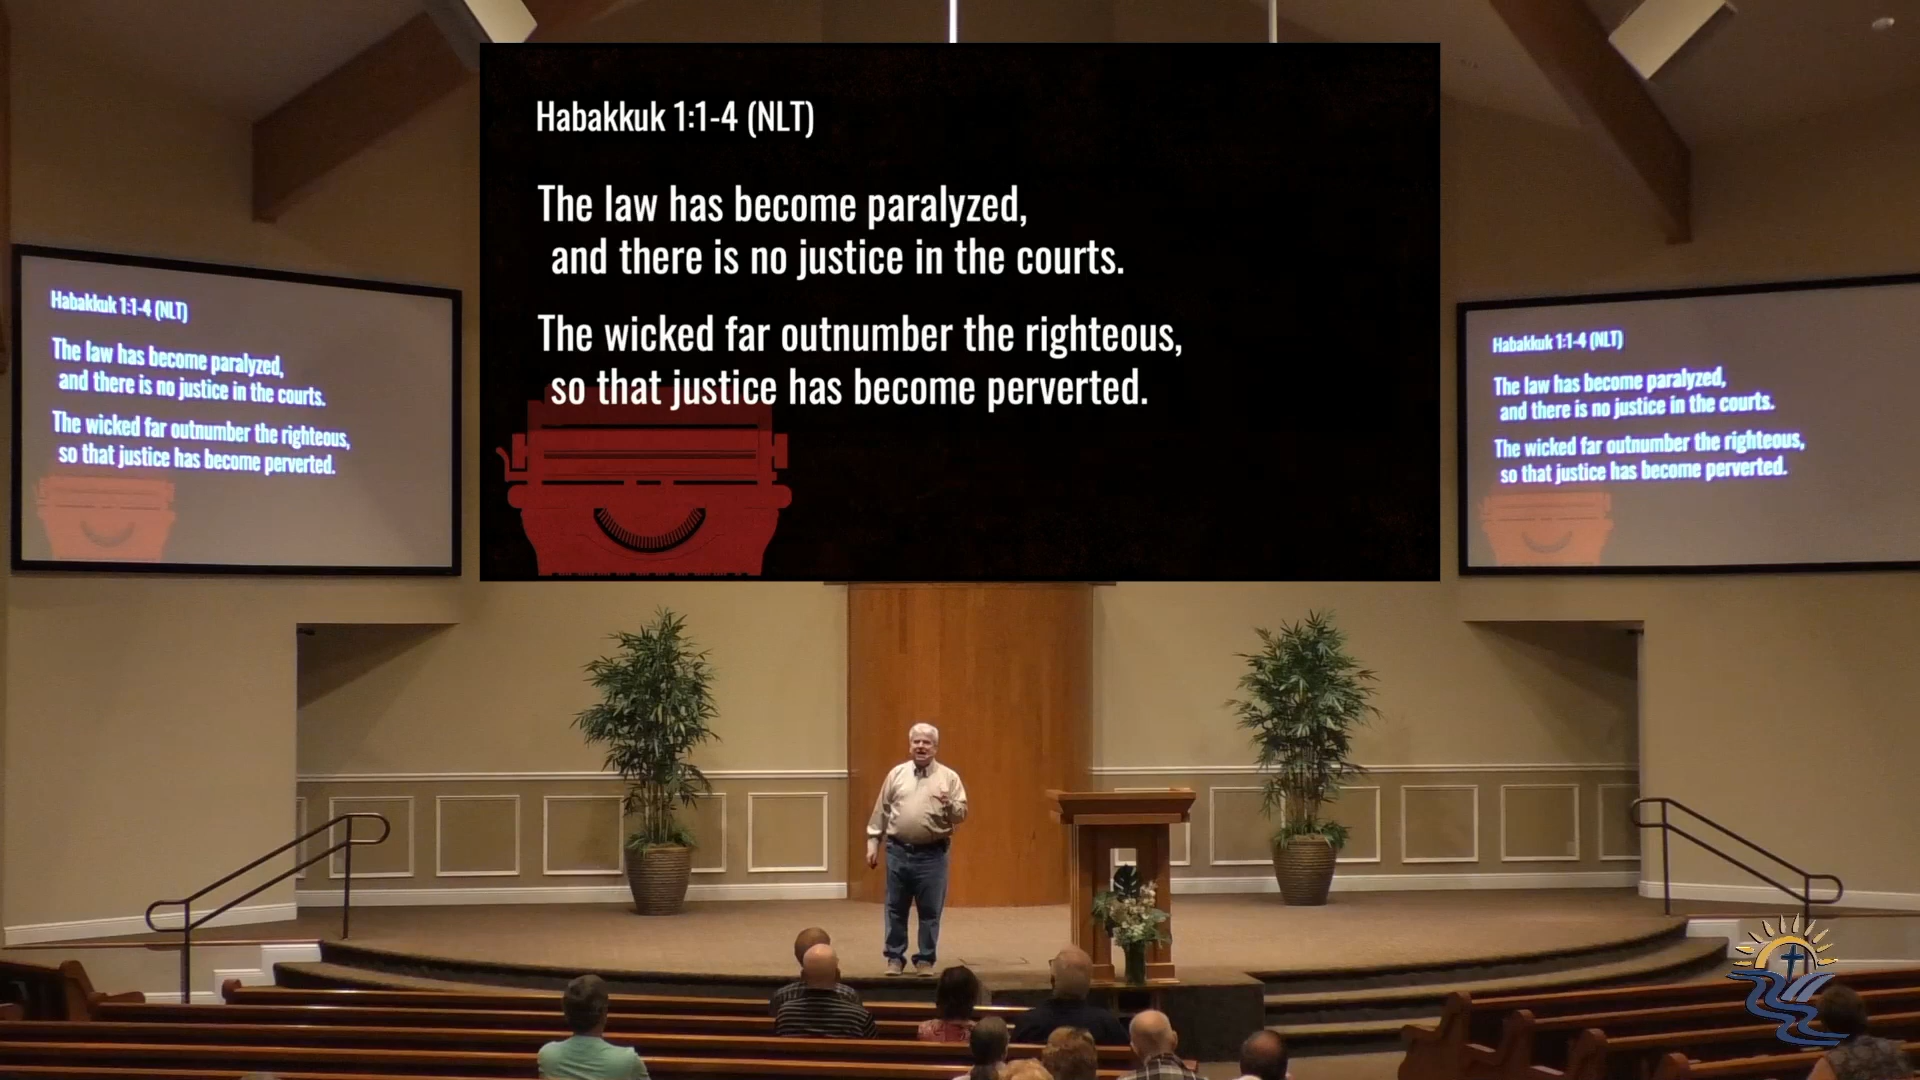 Habakkuk 1:1-4 (NLT)
The law has become paralyzed,
and there is no justice in the courts.
The wicked far outnumber the righteous,
so that justice has become perverted.
Habakkuk 1:1-4 (NLT)
The law has become paralyzed,
and there is no justice in the courts.
The wicked far outnumber the righteous,
so that justice has become perverted.
Habakkuk 1:1-4 (NLT)
The law has become paralyzed,
and there is no justice in the courts.
The wicked far outnumber the righteous,
so that justice has become perverted.